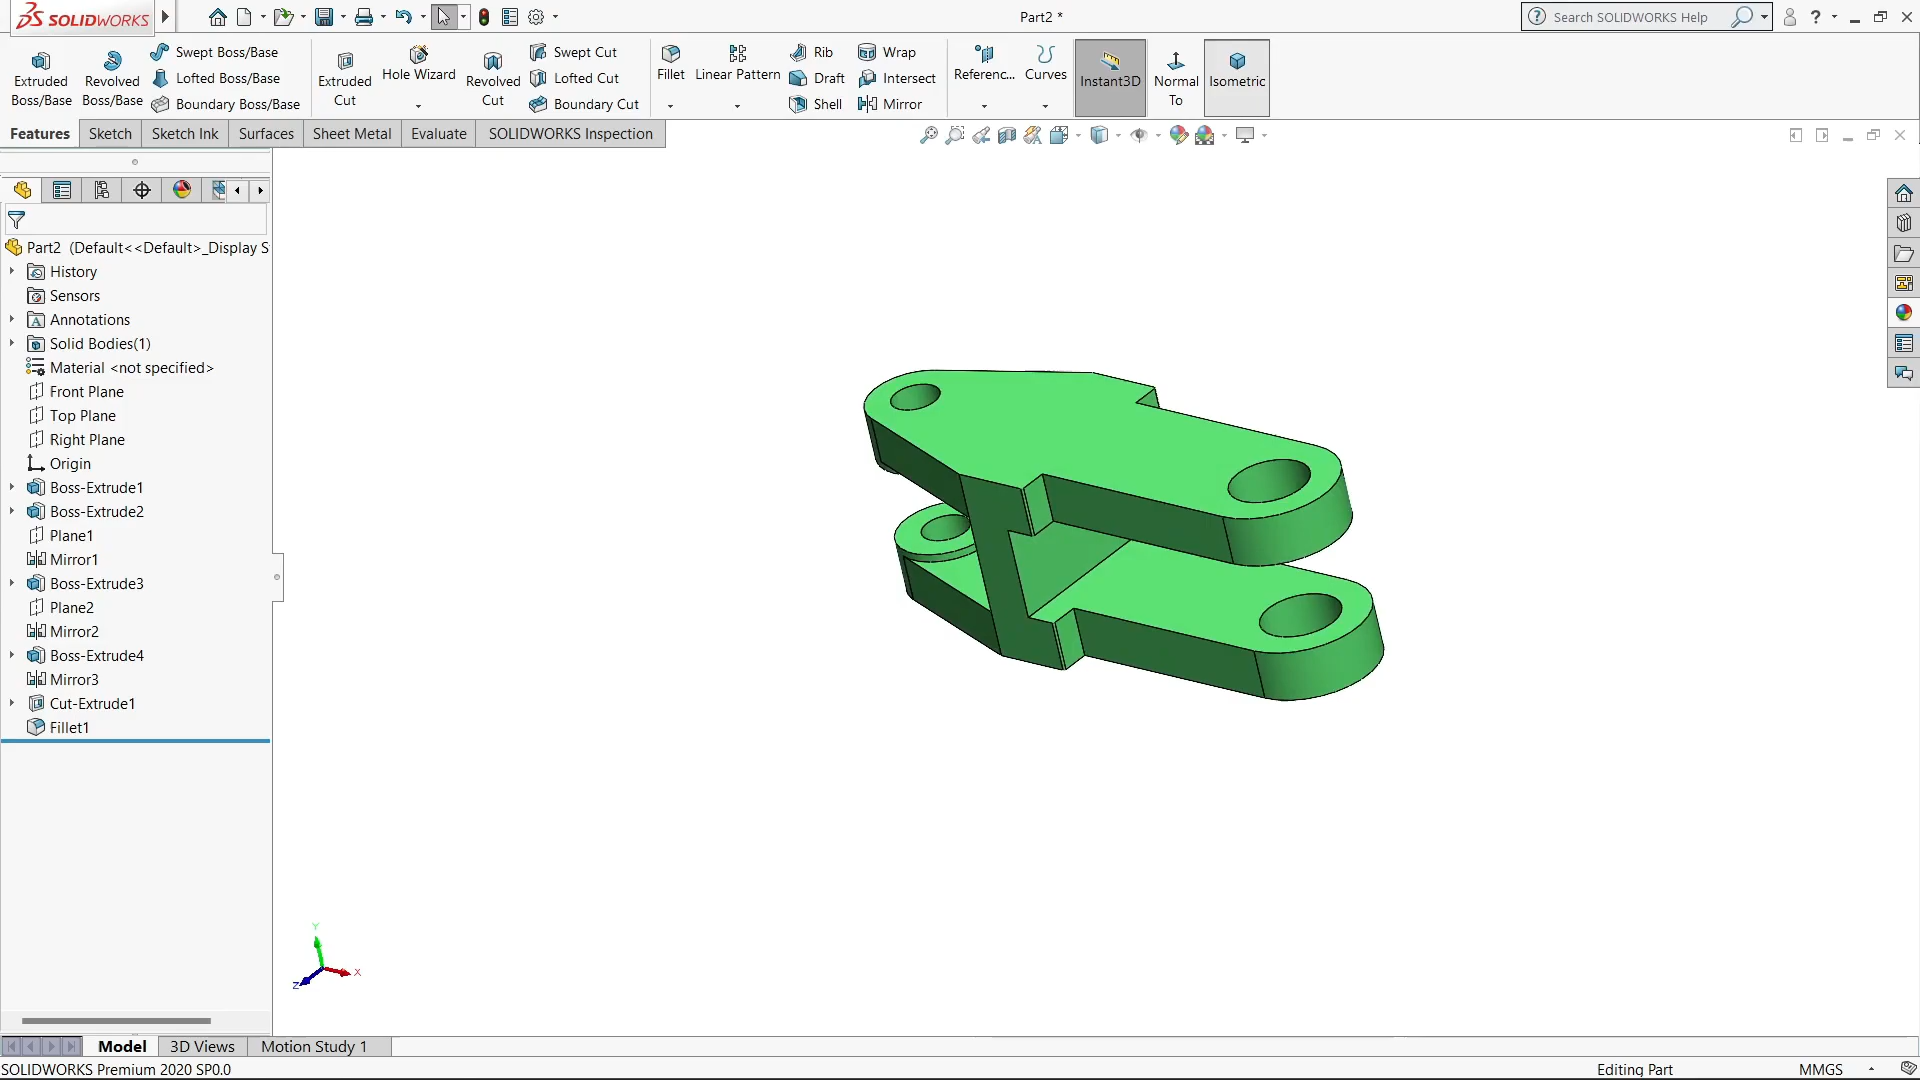 SOLIDWORKS
Part2 *
Search SOLIDWORKS Help
?
Extruded Boss/Base
Revolved Boss/Base
Swept Boss/Base
Lofted Boss/Base
Boundary Boss/Base
Extruded Cut
Hole Wizard
Revolved Cut
Swept Cut
Lofted Cut
Boundary Cut
Fillet
Linear Pattern
Rib
Draft
Shell
Wrap
Intersect
Mirror
Referenc...
Curves
Instant3D
Normal To
Isometric
Features
Sketch
Sketch Ink
Surfaces
Sheet Metal
Evaluate
SOLIDWORKS Inspection
Part2 (Default<<Default>_Display S
History
Sensors
Annotations
Solid Bodies(1)
Material <not specified>
Front Plane
Top Plane
Right Plane
Origin
Boss-Extrude1
Boss-Extrude2
Plane1
Mirror1
Boss-Extrude3
Plane2
Mirror2
Boss-Extrude4
Mirror3
Cut-Extrude1
Fillet1
Y
X
Z
Model
3D Views
Motion Study 1
SOLIDWORKS Premium 2020 SP0.0
Editing Part
MMGS